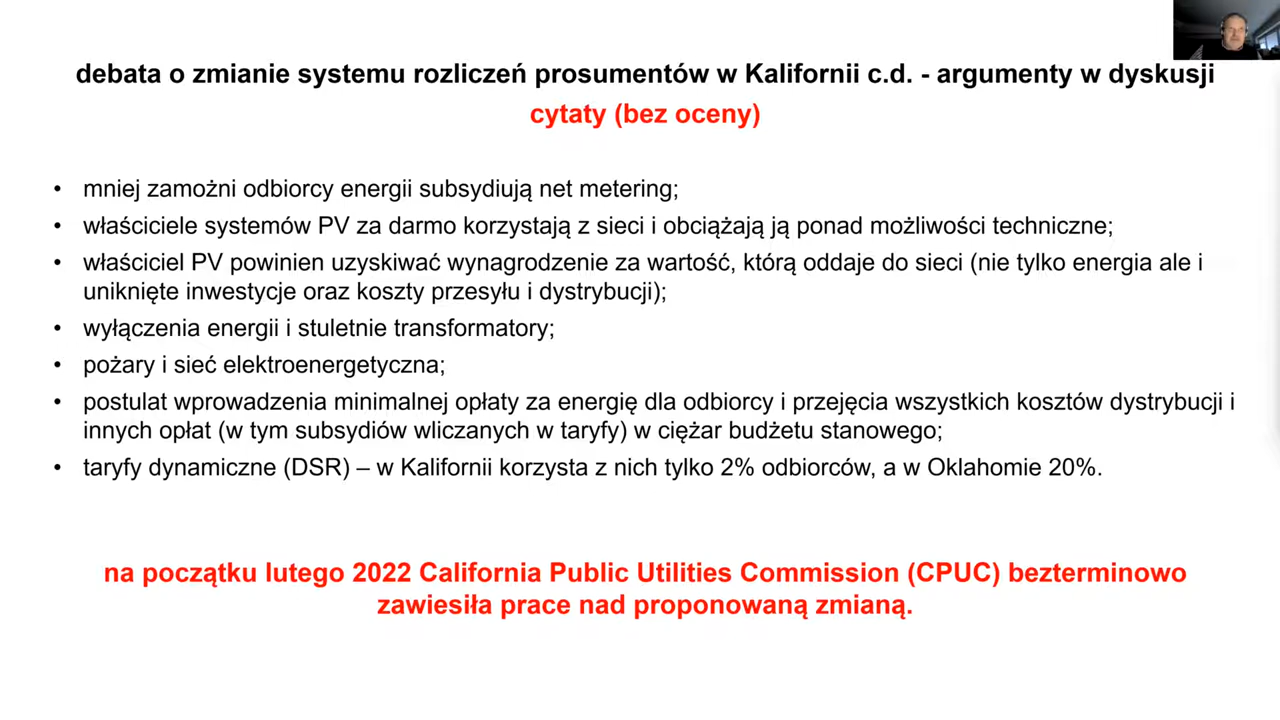 debata o zmianie systemu rozliczeń prosumentów w Kalifornii c.d. - argumenty w dyskusji
cytaty (bez oceny)
• mniej zamożni odbiorcy energii subsydiują net metering;
• właściciele systemów PV za darmo korzystają z sieci i obciążają ją ponad możliwości techniczne;
• właściciel PV powinien uzyskiwać wynagrodzenie za wartość, którą oddaje do sieci (nie tylko energia ale i
uniknięte inwestycje oraz koszty przesyłu i dystrybucji);
• wyłączenia energii i stuletnie transformatory;
• pożary i sieć elektroenergetyczna;
• postulat wprowadzenia minimalnej opłaty za energię dla odbiorcy i przejęcia wszystkich kosztów dystrybucji i
innych opłat (w tym subsydiów wliczanych w taryfy) w ciężar budżetu stanowego;
• taryfy dynamiczne (DSR) – w Kalifornii korzysta z nich tylko 2% odbiorców, a w Oklahomie 20%.
na początku lutego 2022 California Public Utilities Commission (CPUC) bezterminowo
zawiesiła prace nad proponowaną zmianą.